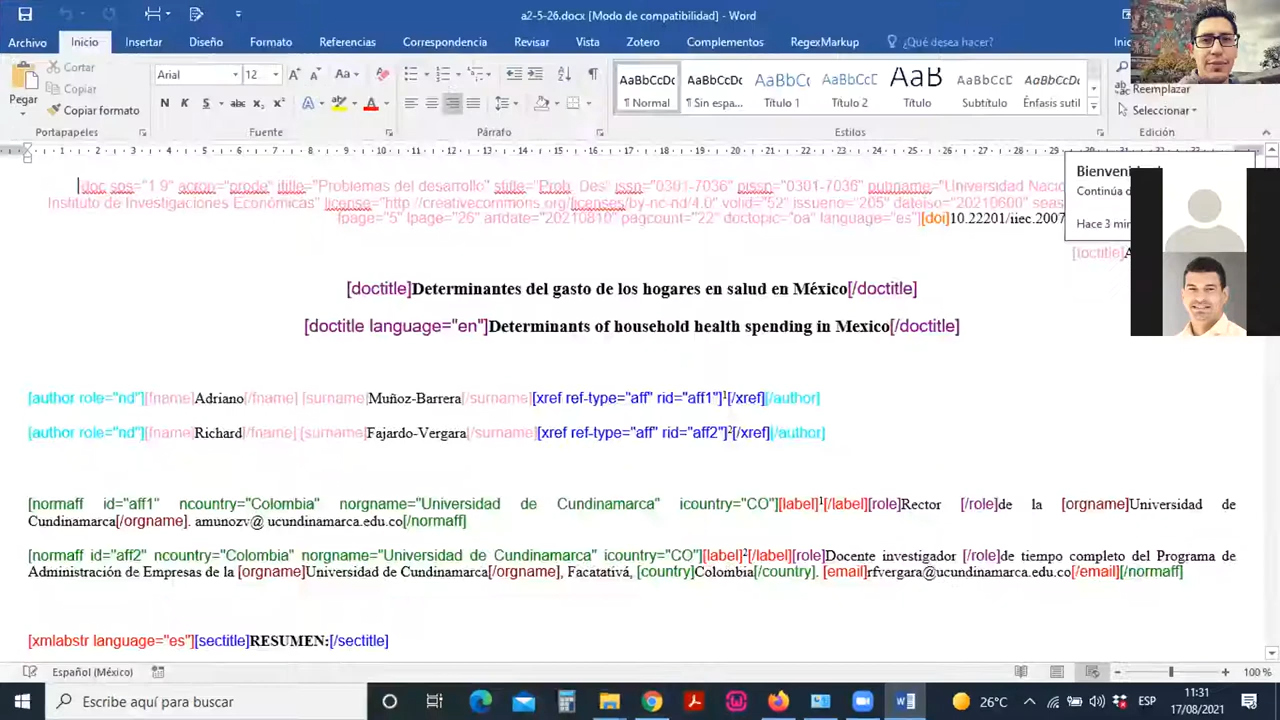 a2-5-26.docx [Modo de compatibilidad] - Word
Archivo Inicio Insertar Diseño Formato Referencias Correspondencia Revisar Vista Zotero Complementos RegexMarkup ¿Qué desea hacer? Inic
Pegar Cortar Copiar Copiar formato
Arial 12
AaBbCcDc AaBbCcDc AaBbCcDc AaBbCcDc AaB AaBbCcDc AaBbCcDc
¶ Normal ¶ Sin espa... Título 1 Título 2 Título Subtítulo Énfasis sutil
Reemplazar
Seleccionar
Portapapeles Fuente Párrafo Estilos Edición
[doc sps="1.9" acron="prode" jtitle="Problemas del desarrollo" stitle="Prob. Des" issn="0301-7036" pissn="0301-7036" pubname="Universidad Nacio
Instituto de Investigaciones Económicas" license="http://creativecommons.org/licenses/by-nc-nd/4.0" volid="52" issueno="205" dateiso="20210600" seas
fpage="5" lpage="26" artdate="20210810" pagcount="22" doctopic="oa" language="es"][doi]10.22201/iiec.2007
Continúa
Hace 3 min
[toctitle]
[doctitle]Determinantes del gasto de los hogares en salud en México[/doctitle]
[doctitle language="en"]Determinants of household health spending in Mexico[/doctitle]
[author role="nd"][fname]Adriano[/fname] [surname]Muñoz-Barrera[/surname][xref ref-type="aff" rid="aff1"]1[/xref][/author]
[author role="nd"][fname]Richard[/fname] [surname]Fajardo-Vergara[/surname][xref ref-type="aff" rid="aff2"]2[/xref][/author]
[normaff id="aff1" ncountry="Colombia" norgname="Universidad de Cundinamarca" icountry="CO"][label]1[/label][role]Rector [/role]de la [orgname]Universidad de
Cundinamarca[/orgname]. amunozv@ ucundinamarca.edu.co[/normaff]
[normaff id="aff2" ncountry="Colombia" norgname="Universidad de Cundinamarca" icountry="CO"][label]2[/label][role]Docente investigador [/role]de tiempo completo del Programa de
Administración de Empresas de la [orgname]Universidad de Cundinamarca[/orgname], Facatativá, [country]Colombia[/country]. [email]rfvergara@ucundinamarca.edu.co[/email][/normaff]
[xmlabstr language="es"][sectitle]RESUMEN:[/sectitle]
Español (México) 100 %
Escribe aquí para buscar 26°C ESP 11:31
17/08/2021